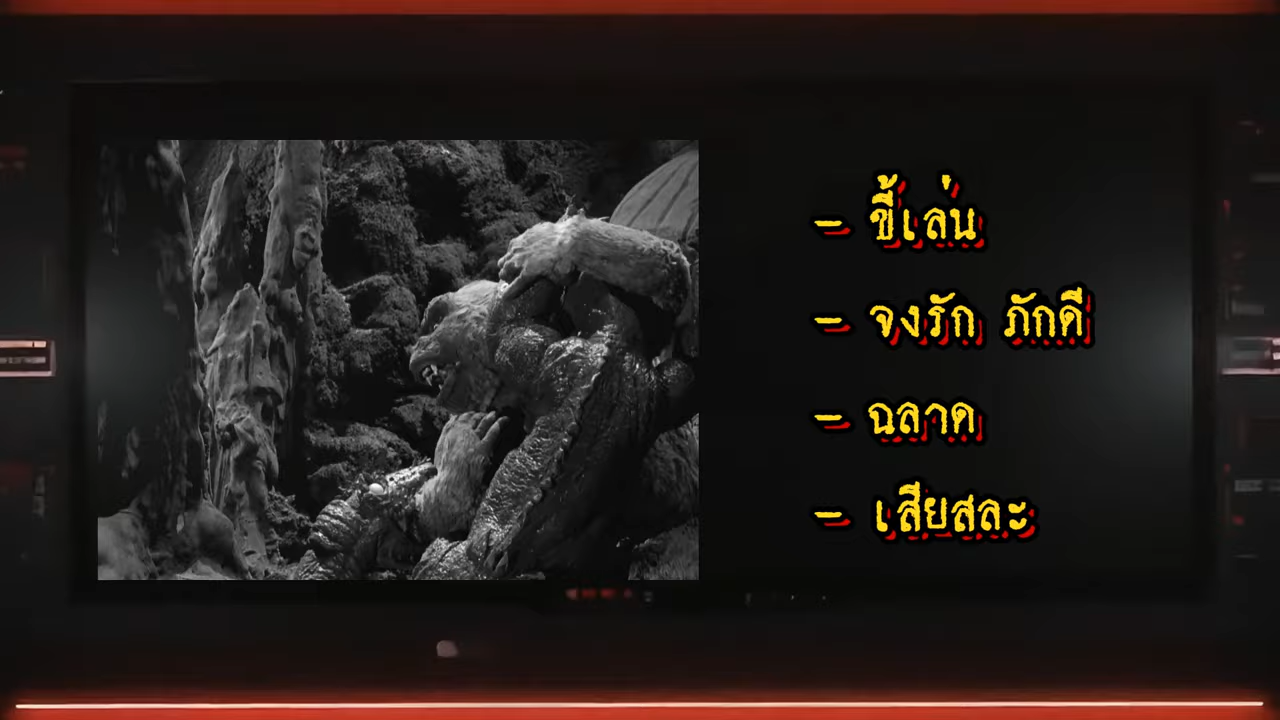 - ขี้เล่น
- จงรัก ภักดี
- ฉลาด
- เสียสละ